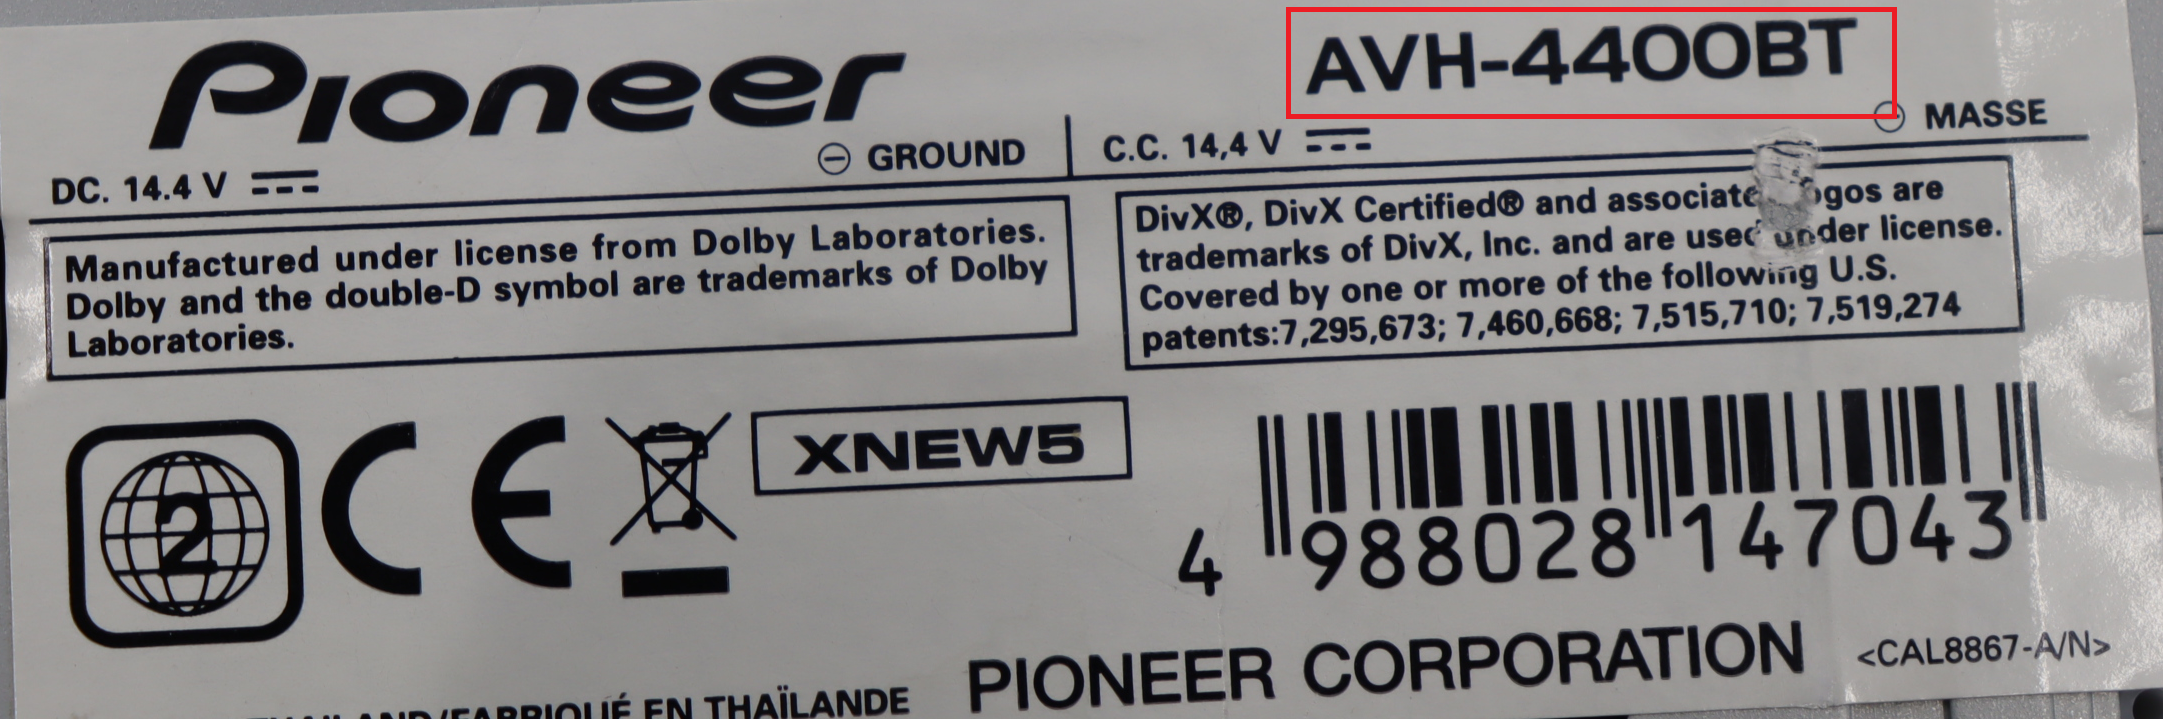 Pioneer
AVH-4400BT
DC. 14.4 V
⊖ GROUND
C.C. 14,4 V
⊖ MASSE
Manufactured under license from Dolby Laboratories.
Dolby and the double-D symbol are trademarks of Dolby
Laboratories.
DivX®, DivX Certified® and associated logos are
trademarks of DivX, Inc. and are used under license.
Covered by one or more of the following U.S.
patents:7,295,673; 7,460,668; 7,515,710; 7,519,274
2
CE
XNEW5
4 988028 147043
PIONEER CORPORATION
<CAL8867-A/N>
THAILAND/FABRIQUÉ EN THAÏLANDE